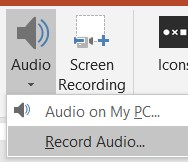 Audio
Screen
Recording
Icons
Audio on My PC...
Record Audio...